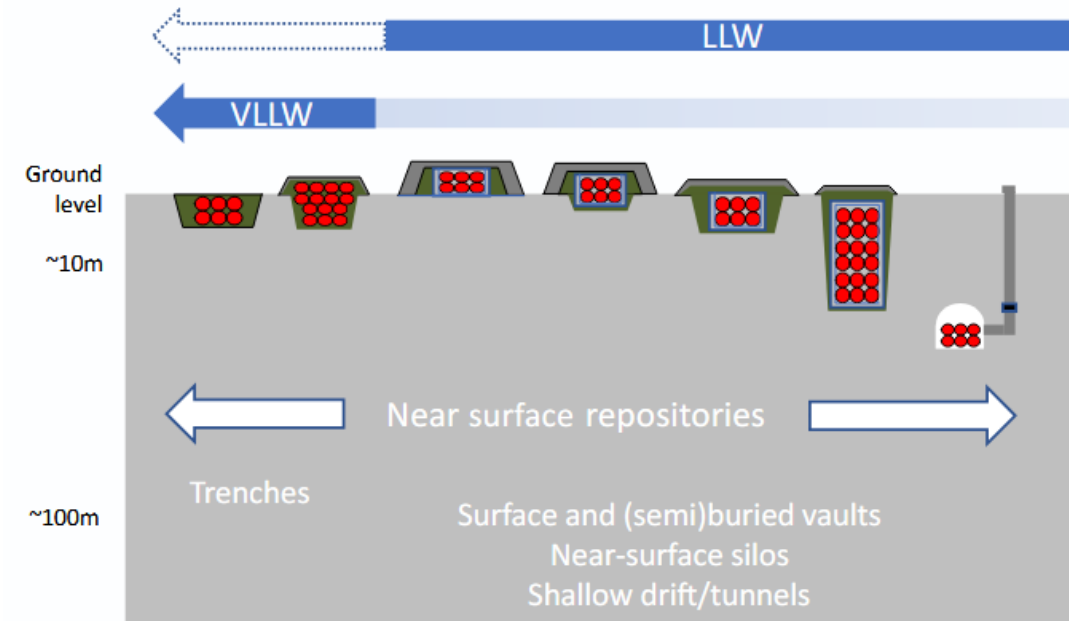 LLW
VLLW
Ground
level
~10m
Near surface repositories
Trenches
~100m
Surface and (semi)buried vaults
Near-surface silos
Shallow drift/tunnels